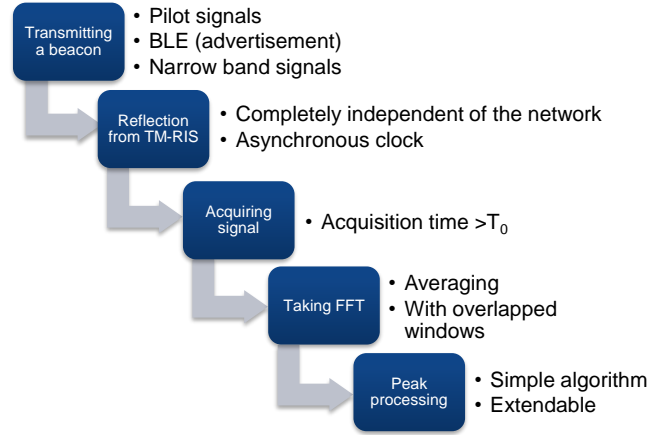 Transmitting
a beacon
• Pilot signals
• BLE (advertisement)
• Narrow band signals
Reflection
from TM-RIS
• Completely independent of the network
• Asynchronous clock
Acquiring
signal
• Acquisition time >T₀
Taking FFT
• Averaging
• With overlapped
windows
Peak
processing
• Simple algorithm
• Extendable